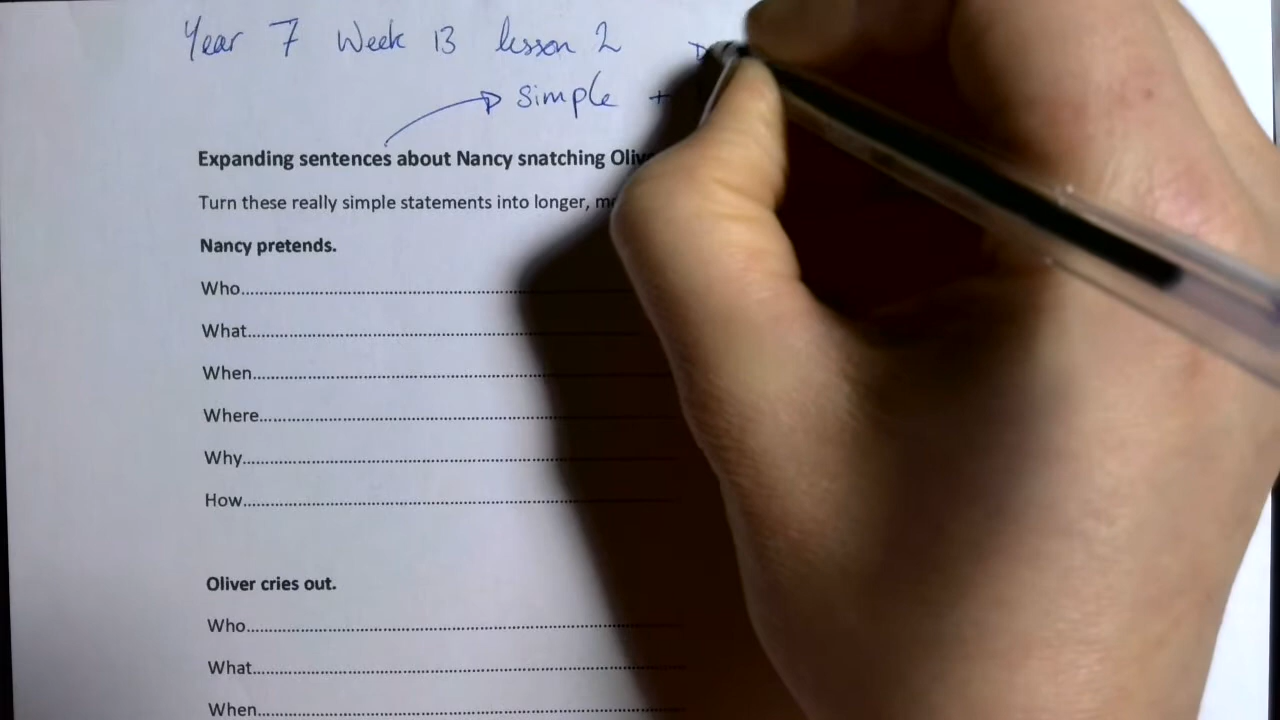 Year 7 Week 13 lesson 2
simple +
Expanding sentences about Nancy snatching
Turn these really simple statements into longer,
Nancy pretends.
Who
What
When
Where
Why
How
Oliver cries out.
Who
What
When